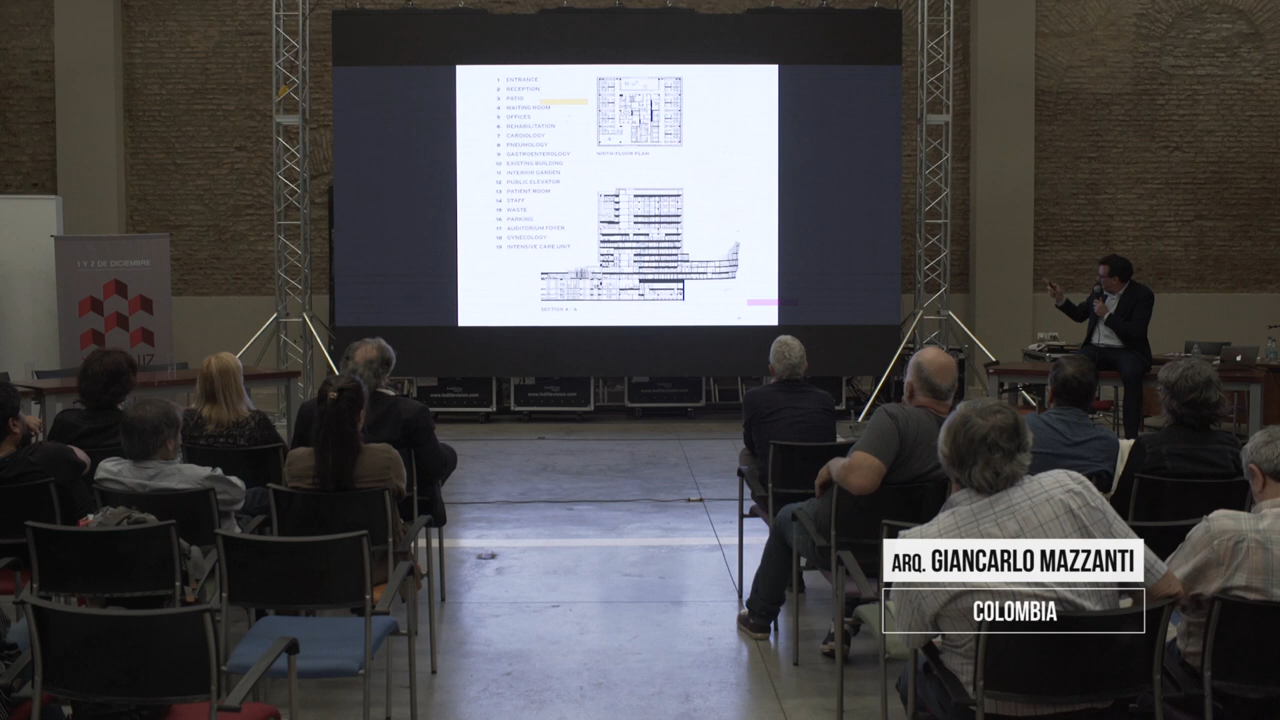 1 ENTRANCE
2 RECEPTION
3 PATIO
4 WAITING ROOM
5 OFFICES
6 REHABILITATION
7 CARDIOLOGY
8 PNEUMOLOGY
9 GASTROENTEROLOGY
10 EXISTING BUILDING
11 INTERIOR GARDEN
12 PUBLIC ELEVATOR
13 PATIENT ROOM
14 STAFF
15 WASTE
16 PARKING
17 AUDITORIUM FOYER
18 GYNECOLOGY
19 INTENSIVE CARE UNIT
NINTH FLOOR PLAN
SECTION A - A
1 Y 2 DE DICIEMBRE
ARQ. GIANCARLO MAZZANTI
COLOMBIA